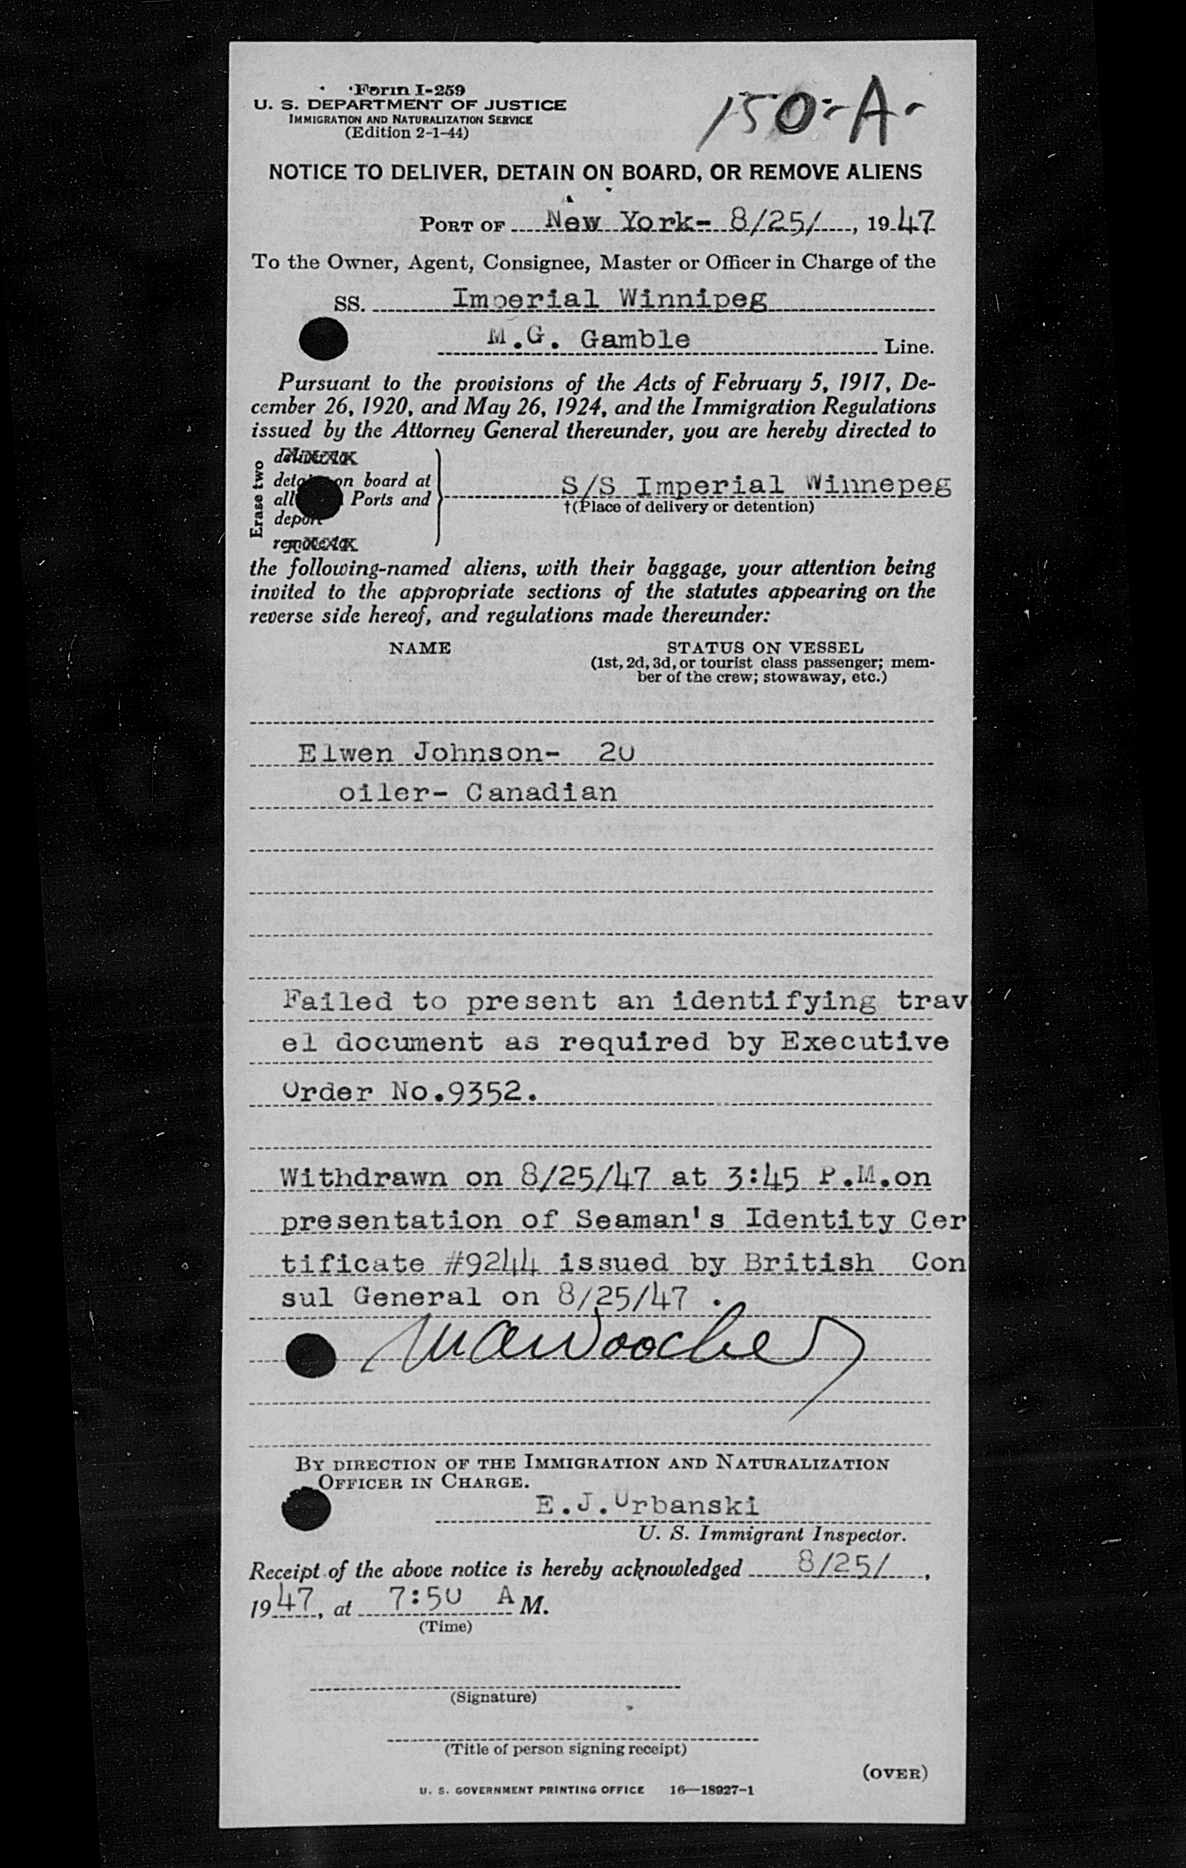 Form I-259
150-A-
U. S. DEPARTMENT OF JUSTICE
IMMIGRATION AND NATURALIZATION SERVICE
(Edition 2-1-44)
NOTICE TO DELIVER, DETAIN ON BOARD, OR REMOVE ALIENS
PORT OF New York- 8/25/, 1947
To the Owner, Agent, Consignee, Master or Officer in Charge of the
SS. Imperial Winnipeg
M.G. Gamble Line.
Pursuant to the provisions of the Acts of February 5, 1917, De-
cember 26, 1920, and May 26, 1924, and the Immigration Regulations
issued by the Attorney General thereunder, you are hereby directed to
Erase two
on board at
all Ports and
deport
S/S Imperial Winnepeg
†(Place of delivery or detention)
the following-named aliens, with their baggage, your attention being
invited to the appropriate sections of the statutes appearing on the
reverse side hereof, and regulations made thereunder:
NAME STATUS ON VESSEL
(1st, 2d, 3d, or tourist class passenger; mem-
ber of the crew; stowaway, etc.)
Elwen Johnson- 20
oiler- Canadian
Failed to present an identifying trav
el document as required by Executive
Order No.9352.
Withdrawn on 8/25/47 at 3:45 P.M.on
presentation of Seaman's Identity Cer
tificate #9244 issued by British Con
sul General on 8/25/47 .
BY DIRECTION OF THE IMMIGRATION AND NATURALIZATION
OFFICER IN CHARGE.
E.J.Urbanski
U. S. Immigrant Inspector.
Receipt of the above notice is hereby acknowledged 8/25/,
1947, at 7:50 A M.
(Time)
(Signature)
(Title of person signing receipt)
(OVER)
U. S. GOVERNMENT PRINTING OFFICE 16—18927-1